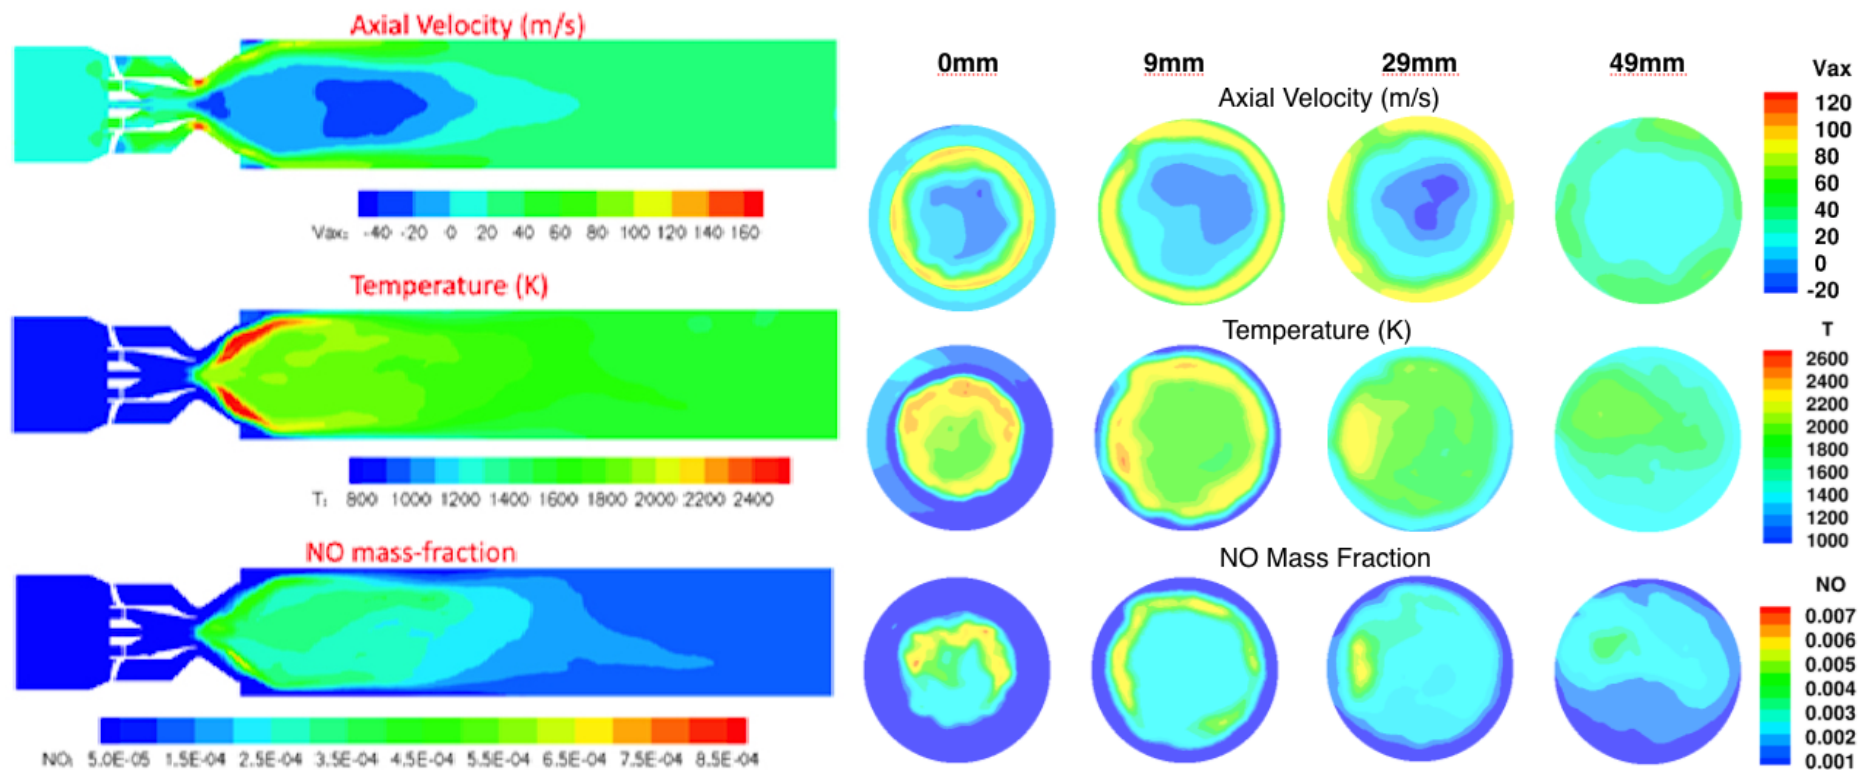 Axial Velocity (m/s)
Vax: -40 -20 0 20 40 60 80 100 120 140 160
Temperature (K)
T: 800 1000 1200 1400 1600 1800 2000 2200 2400
NO mass-fraction
NO: 5.0E-05 1.5E-04 2.5E-04 3.5E-04 4.5E-04 5.5E-04 6.5E-04 7.5E-04 8.5E-04
0mm 9mm 29mm 49mm
Axial Velocity (m/s)
Vax
120
100
80
60
40
20
0
-20
Temperature (K)
T
2600
2400
2200
2000
1800
1600
1400
1200
1000
NO Mass Fraction
NO
0.007
0.006
0.005
0.004
0.003
0.002
0.001